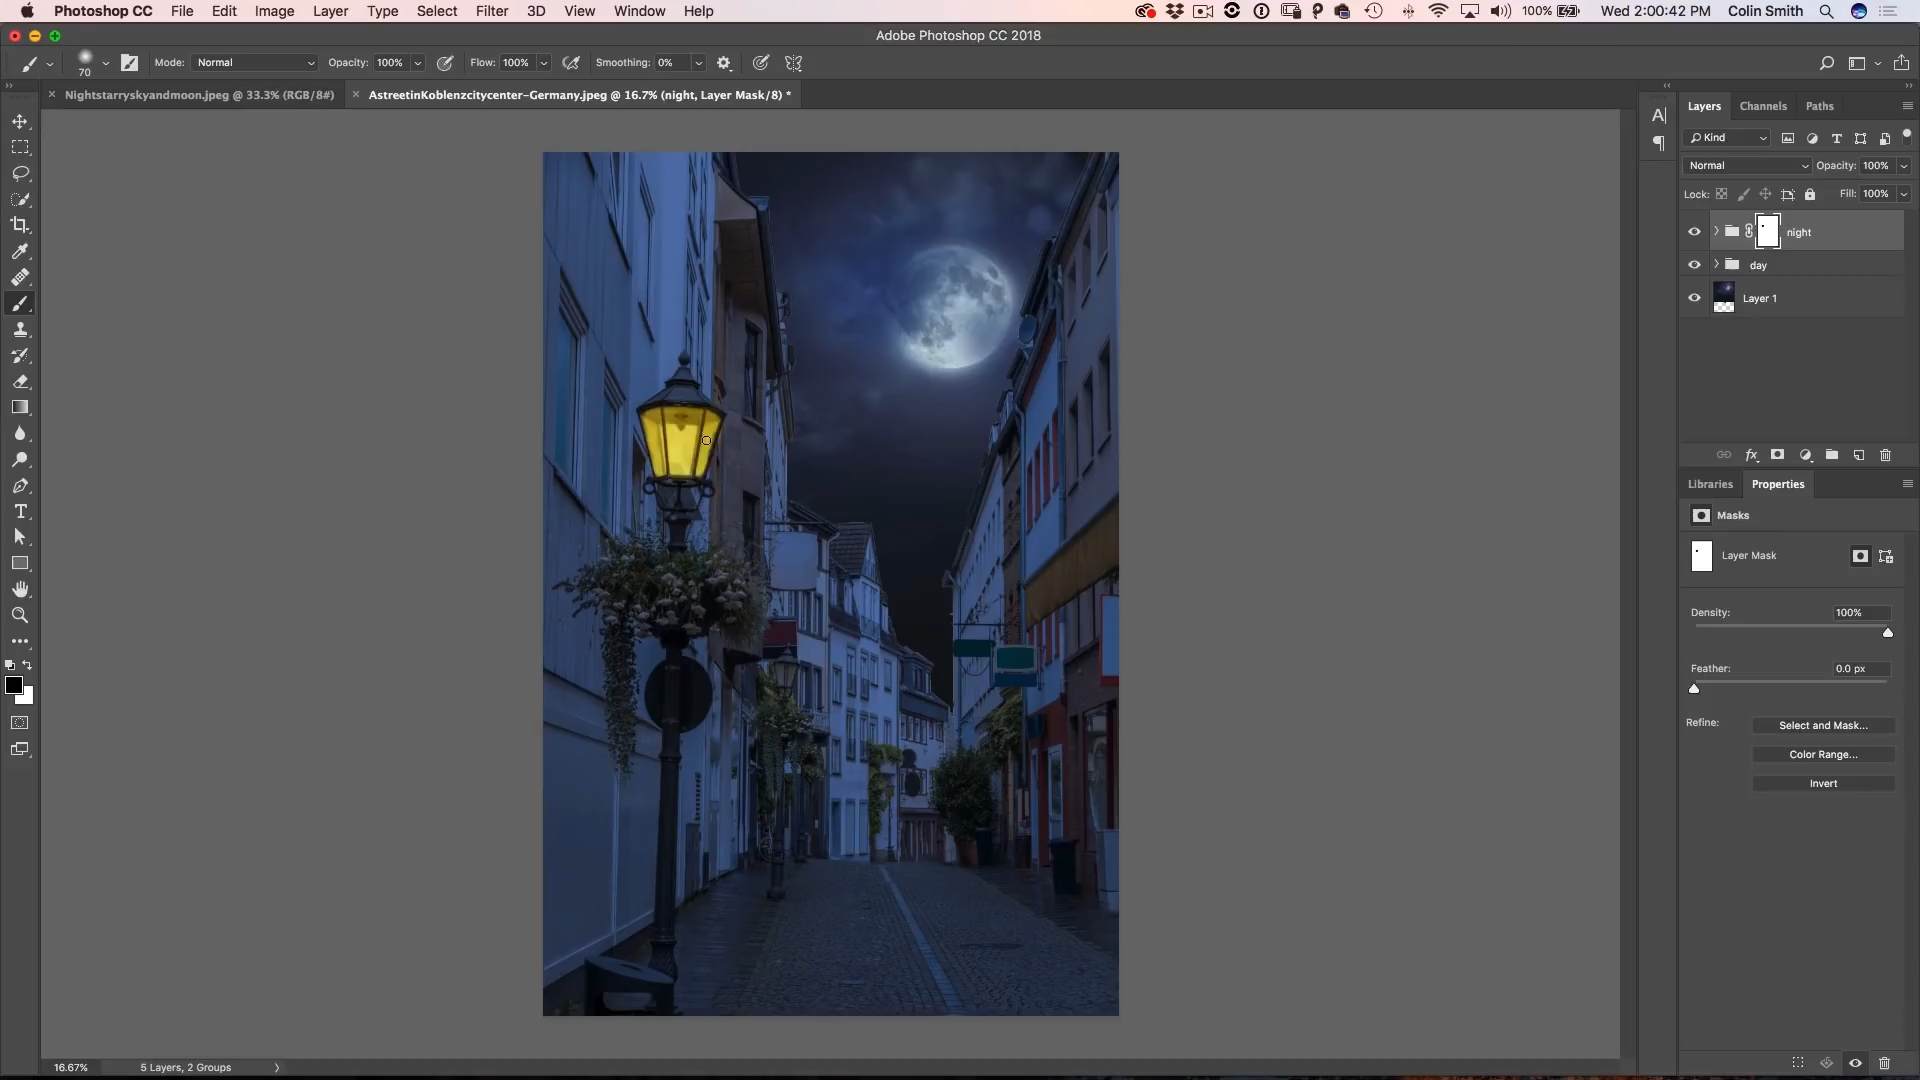 Photoshop CC File Edit Image Layer Type Select Filter 3D View Window Help 100% Wed 2:00:42 PM Colin Smith
Adobe Photoshop CC 2018
70 Mode: Normal Opacity: 100% Flow: 100% Smoothing: 0%
Nightstarryskyandmoon.jpeg @ 33.3% (RGB/8#) AstreetinKoblenzcitycenter-Germany.jpeg @ 16.7% (night, Layer Mask/8) *
Layers Channels Paths
Kind
Normal Opacity: 100%
Lock: Fill: 100%
night
day
Layer 1
fx
Libraries Properties
Masks
Layer Mask
Density: 100%
Feather: 0.0 px
Refine: Select and Mask...
Color Range...
Invert
16.67% 5 Layers, 2 Groups